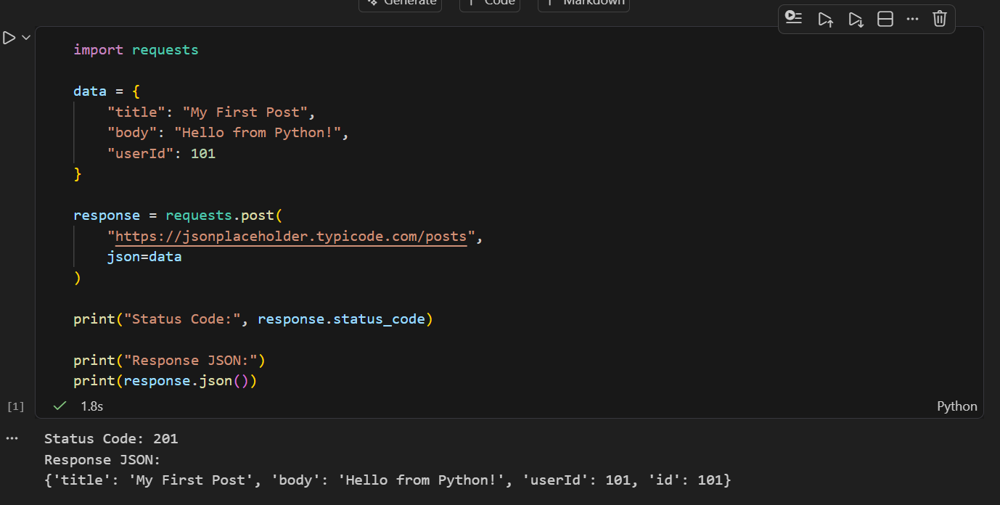 Generate
Code
Markdown
import requests
data = {
"title": "My First Post",
"body": "Hello from Python!",
"userId": 101
}
response = requests.post(
"https://jsonplaceholder.typicode.com/posts",
json=data
)
print("Status Code:", response.status_code)
print("Response JSON:")
print(response.json())
[1]
1.8s
Python
Status Code: 201
Response JSON:
{'title': 'My First Post', 'body': 'Hello from Python!', 'userId': 101, 'id': 101}